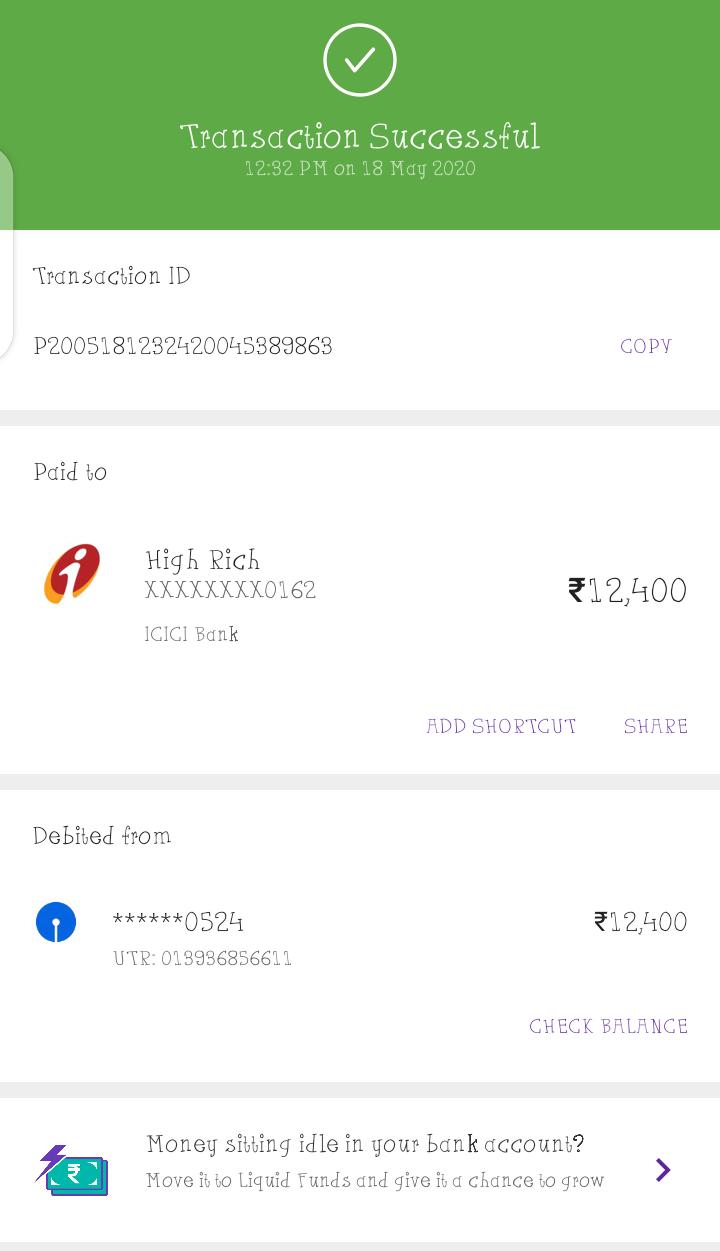 Transaction Successful
12:32 PM on 18 May 2020
Transaction ID
P2005181232420045389863
COPY
Paid to
High Rich
XXXXXXXX0162
₹12,400
ICICI Bank
ADD SHORTCUT SHARE
Debited from
******0524
₹12,400
UTR: 013936856611
CHECK BALANCE
Money sitting idle in your bank account?
Move it to Liquid Funds and give it a chance to grow